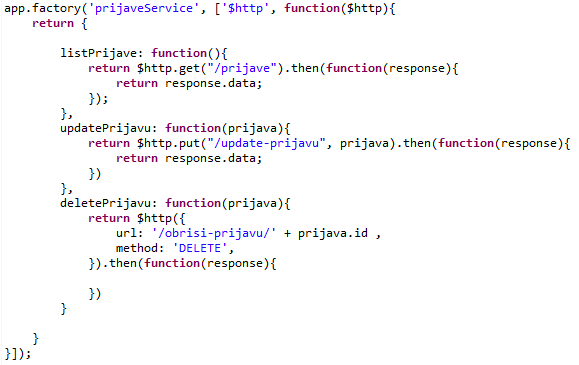 app.factory('prijaveService', ['$http', function($http){
    return {

        listPrijave: function(){
            return $http.get("/prijave").then(function(response){
                return response.data;
            });
        },
        updatePrijavu: function(prijava){
            return $http.put("/update-prijavu", prijava).then(function(response){
                return response.data;
            })
        },
        deletePrijavu: function(prijava){
            return $http({
                url: '/obrisi-prijavu/' + prijava.id ,
                method: 'DELETE',
            }).then(function(response){

            })
        }

    }
}]);